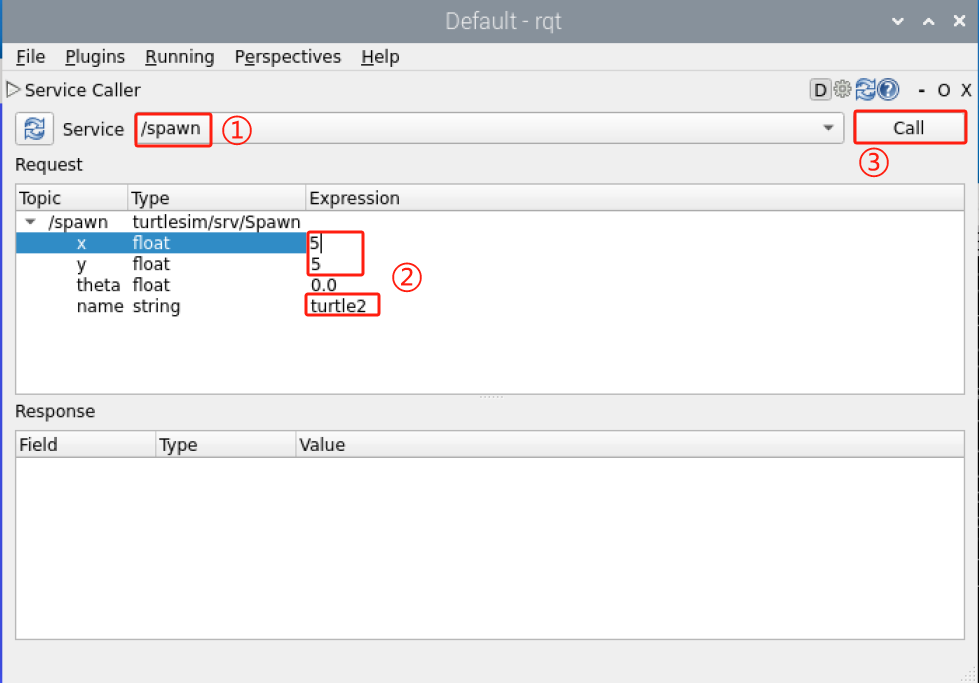 Default - rqt
File Plugins Running Perspectives Help
Service Caller D ? - O X
Service /spawn ① Call
③
Request
Topic Type Expression
/spawn turtlesim/srv/Spawn
x float 5
y float 5
②
theta float 0.0
name string turtle2
Response
Field Type Value